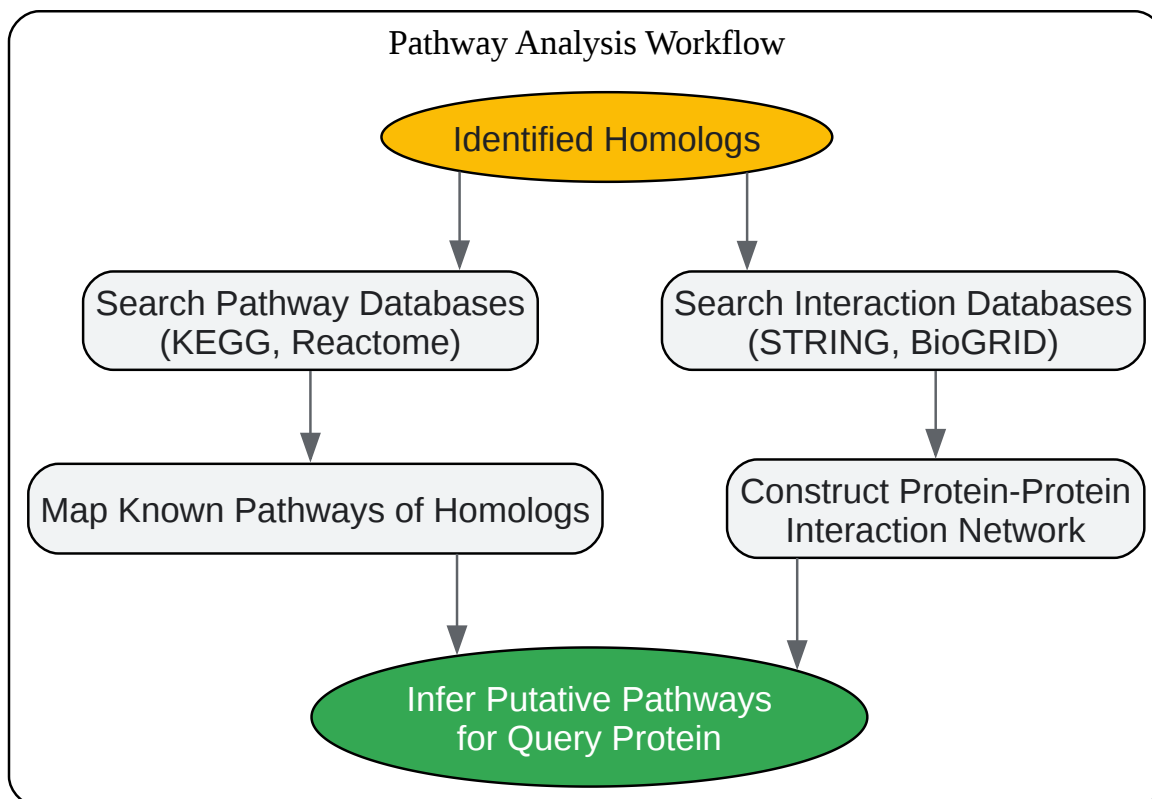 Pathway Analysis Workflow
Identified Homologs
Search Pathway Databases
(KEGG, Reactome)
Search Interaction Databases
(STRING, BioGRID)
Map Known Pathways of Homologs
Construct Protein-Protein
Interaction Network
Infer Putative Pathways
for Query Protein